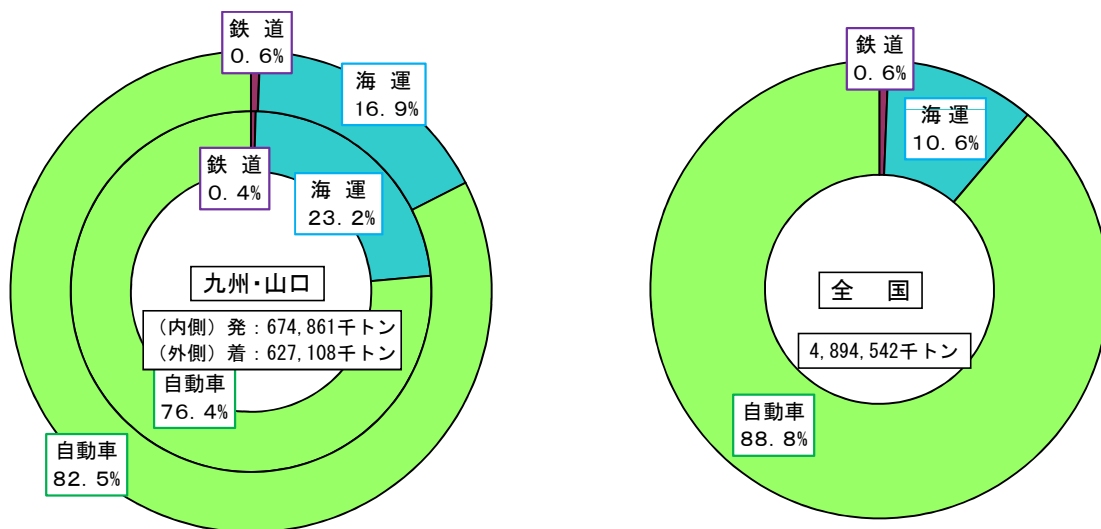 鉄 道
0.6%
海 運
16.9%
鉄 道
0.4%
海 運
23.2%
九州・山口
(内側)発:674,861千トン
(外側)着:627,108千トン
自動車
76.4%
自動車
82.5%
鉄 道
0.6%
海 運
10.6%
全 国
4,894,542千トン
自動車
88.8%